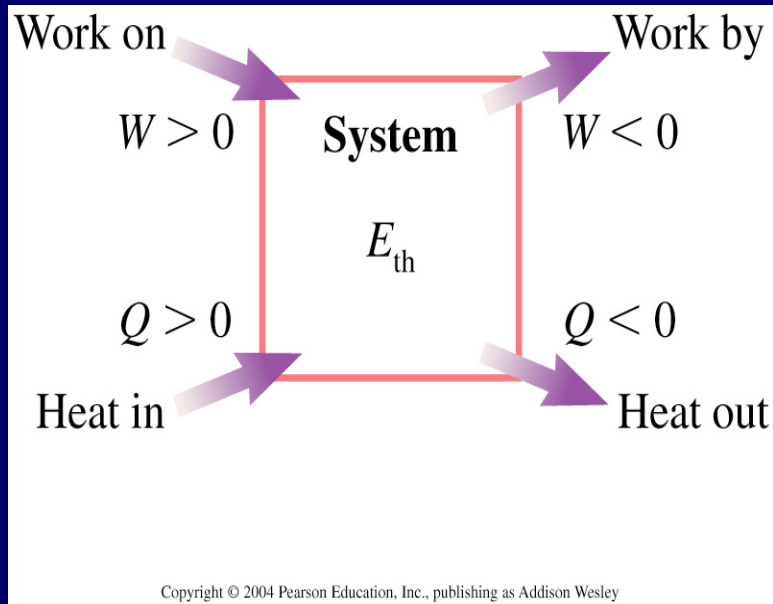 Work on
Work by
W > 0
System
W < 0
E_th
Q > 0
Q < 0
Heat in
Heat out
Copyright © 2004 Pearson Education, Inc., publishing as Addison Wesley